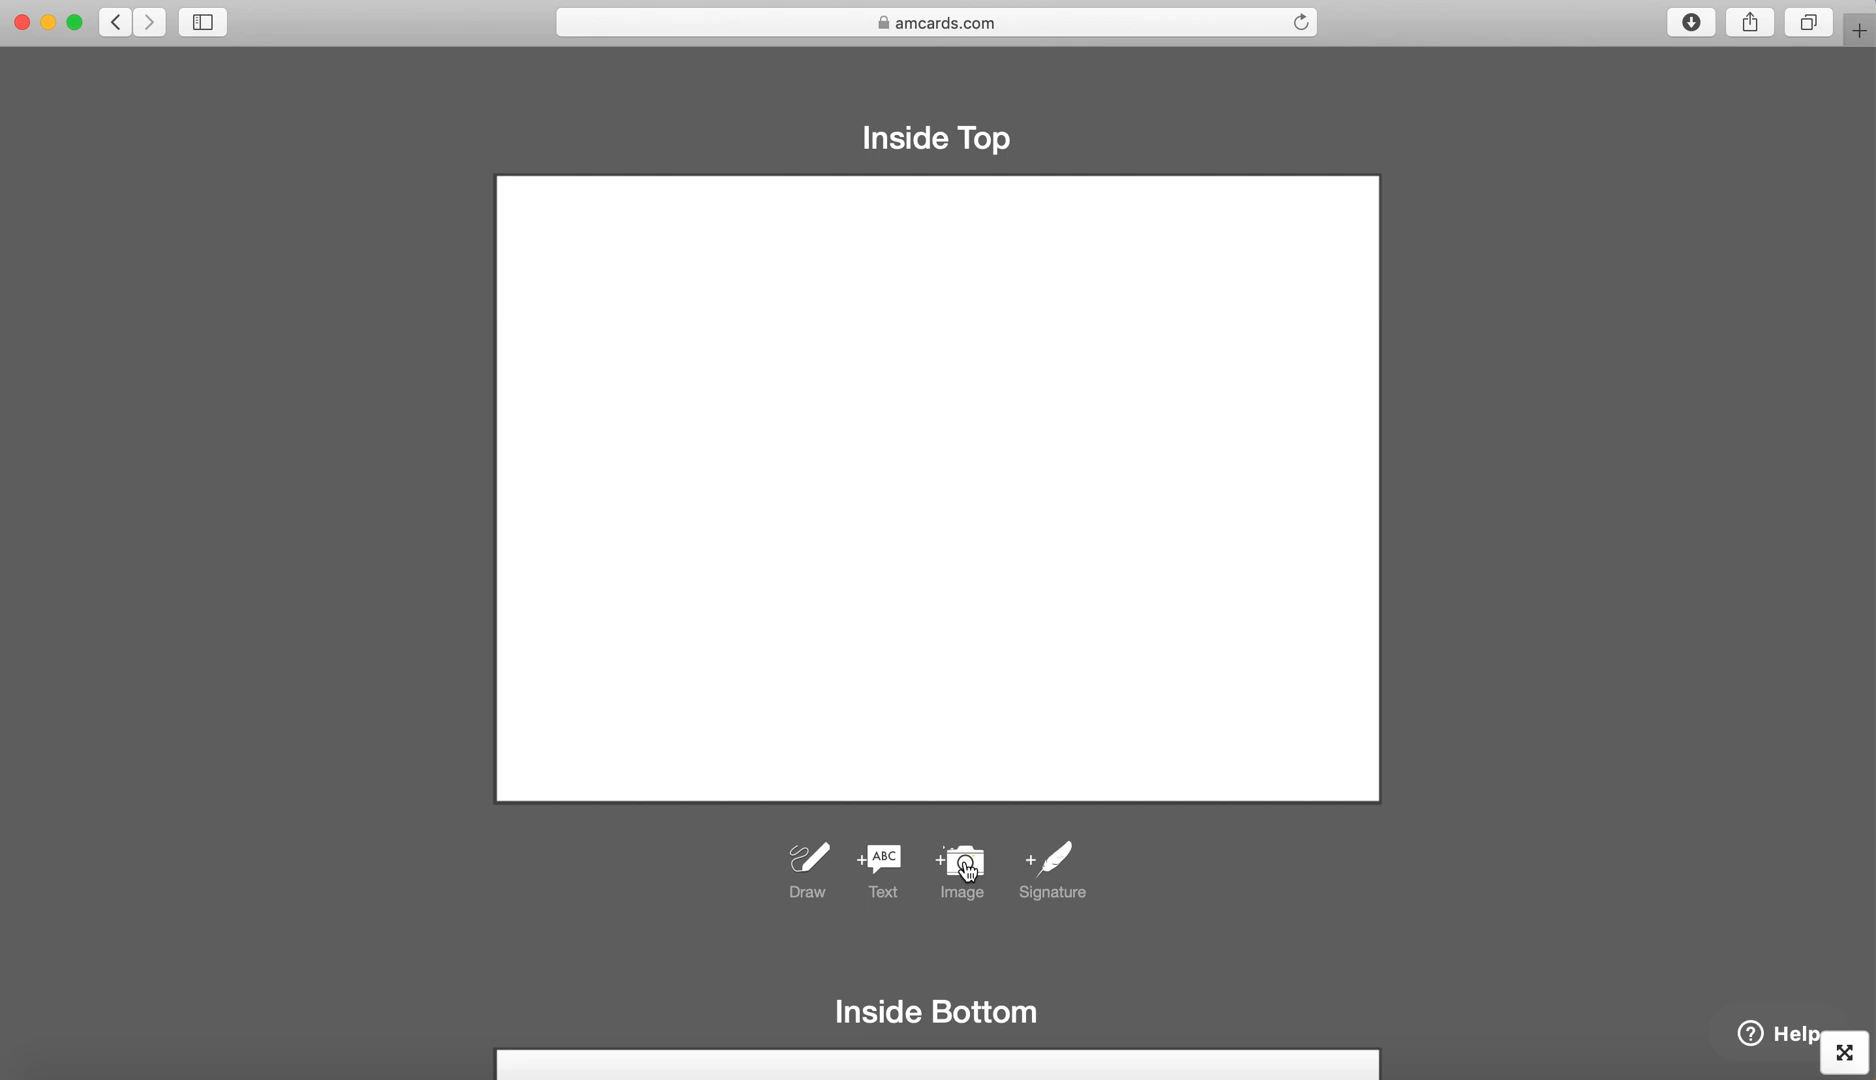 amcards.com
Inside Top
ABC
Draw
Text
Image
Signature
Inside Bottom
? Help